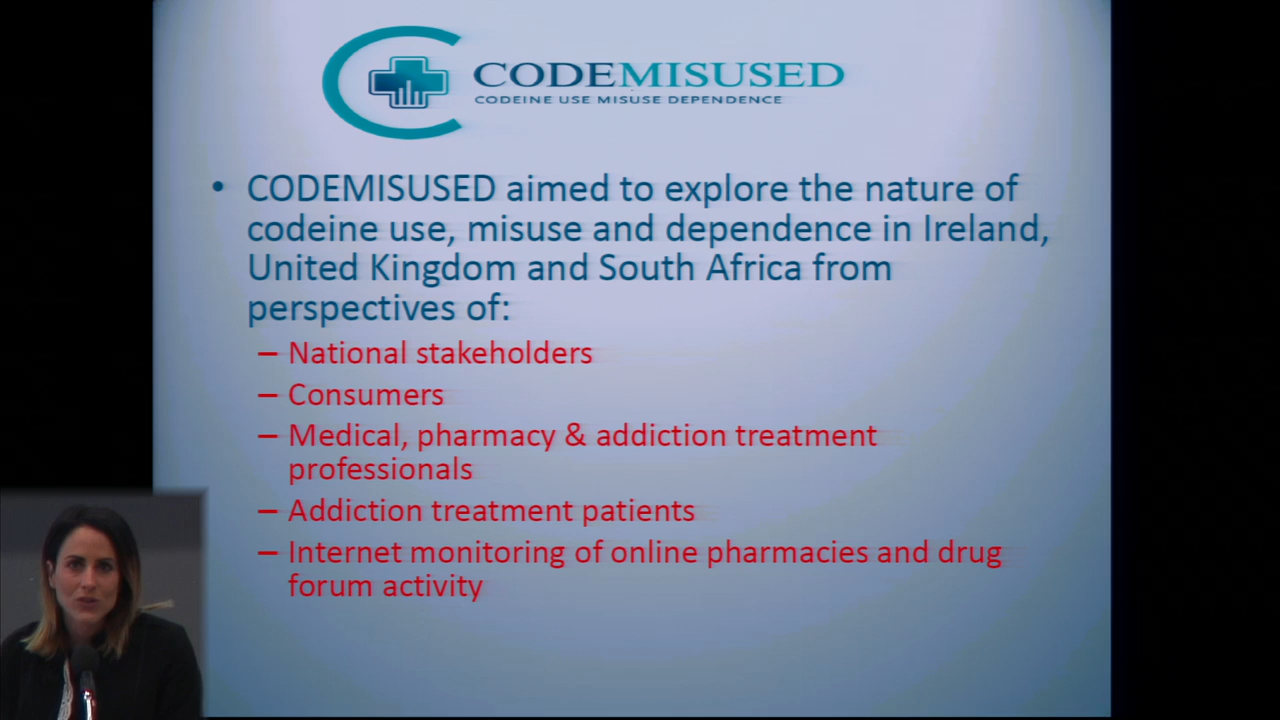 CODEMISUSED
CODEINE USE MISUSE DEPENDENCE
• CODEMISUSED aimed to explore the nature of
codeine use, misuse and dependence in Ireland,
United Kingdom and South Africa from
perspectives of:
– National stakeholders
– Consumers
– Medical, pharmacy & addiction treatment
professionals
– Addiction treatment patients
– Internet monitoring of online pharmacies and drug
forum activity